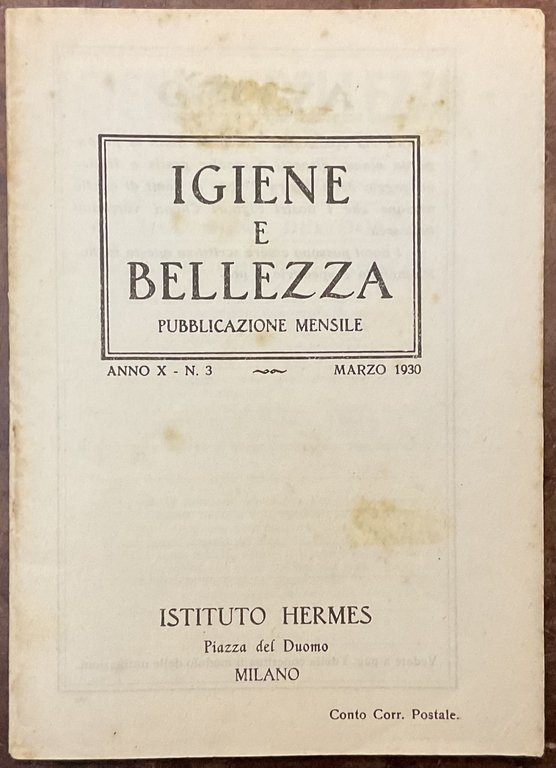 IGIENE
E
BELLEZZA
PUBBLICAZIONE MENSILE
ANNO X - N. 3 MARZO 1930
ISTITUTO HERMES
Piazza del Duomo
MILANO
Conto Corr. Postale.